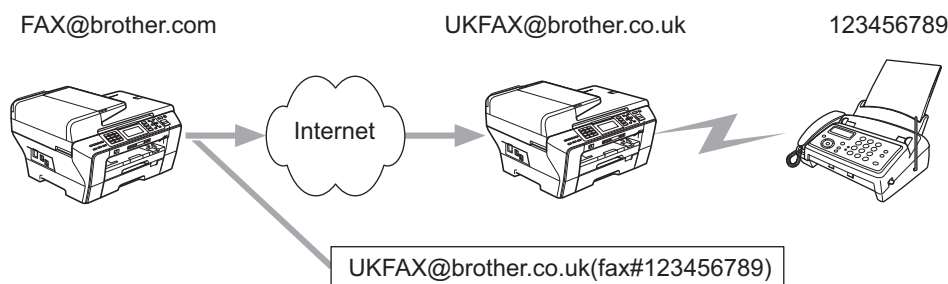 FAX@brother.com
UKFAX@brother.co.uk
123456789
Internet
UKFAX@brother.co.uk(fax#123456789)